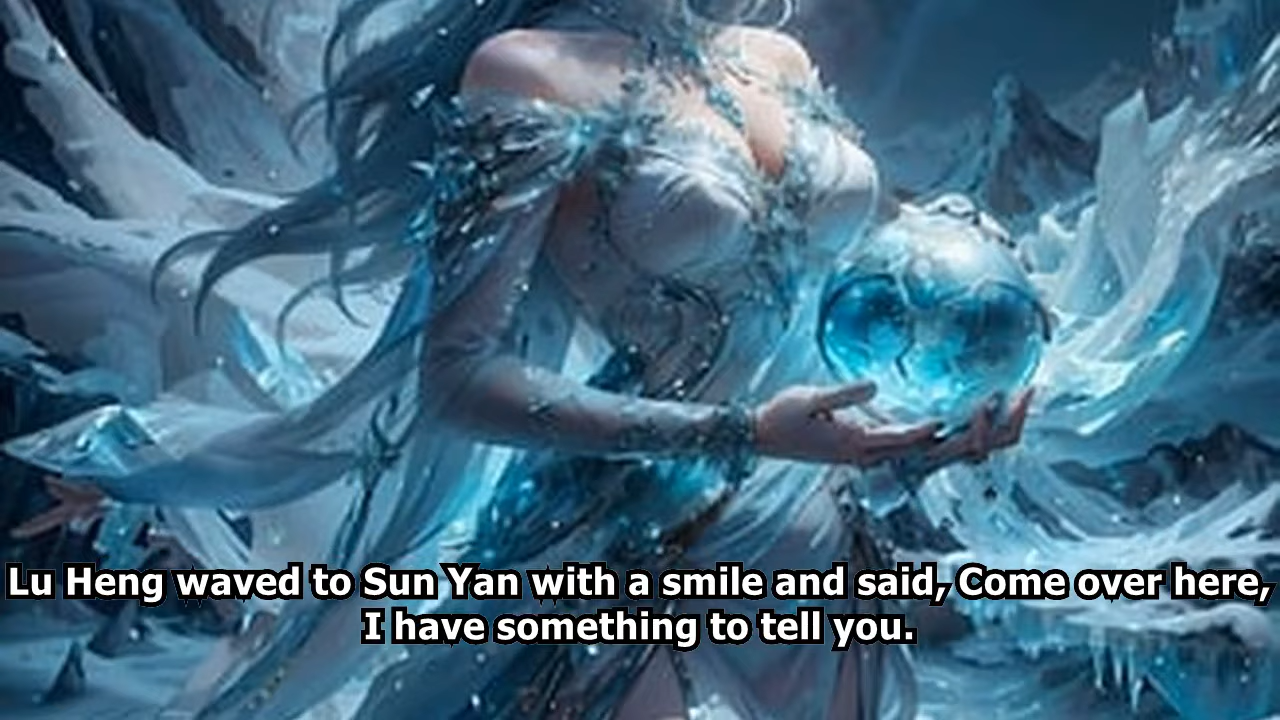 Lu Heng waved to Sun Yan with a smile and said, Come over here,
I have something to tell you.